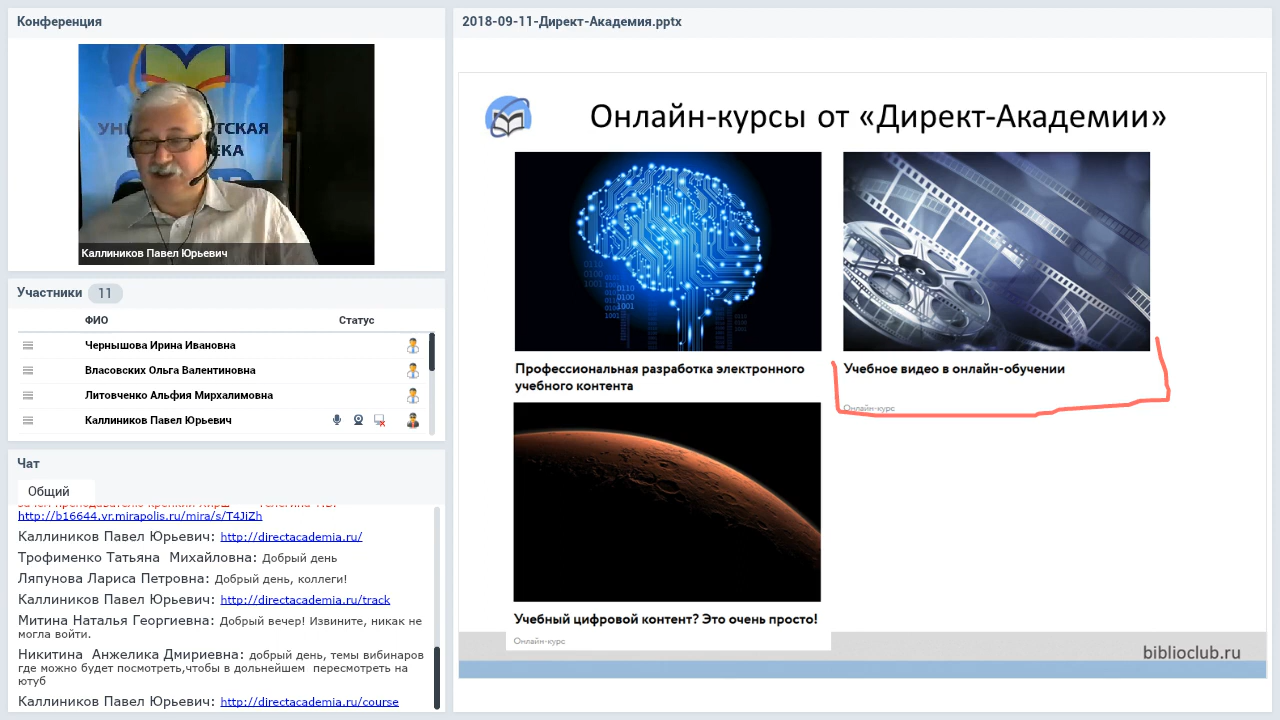 Конференция
Каллиников Павел Юрьевич
Участники 11
ФИО Статус
Чернышова Ирина Ивановна
Власовских Ольга Валентиновна
Литовченко Альфия Мирхалимовна
Каллиников Павел Юрьевич
Чат
Общий
http://b16644.vr.mirapolis.ru/mira/s/T4JiZh
Каллиников Павел Юрьевич: http://directacademia.ru/
Трофименко Татьяна Михайловна: Добрый день
Ляпунова Лариса Петровна: Добрый день, коллеги!
Каллиников Павел Юрьевич: http://directacademia.ru/track
Митина Наталья Георгиевна: Добрый вечер! Извините, никак не
могла войти.
Никитина Анжелика Дмириевна: добрый день, темы вибинаров
где можно будет посмотреть,чтобы в дольнейшем пересмотреть на
ютуб
Каллиников Павел Юрьевич: http://directacademia.ru/course
2018-09-11-Директ-Академия.pptx
Онлайн-курсы от «Директ-Академии»
Профессиональная разработка электронного
учебного контента
Учебное видео в онлайн-обучении
Онлайн-курс
Учебный цифровой контент? Это очень просто!
Онлайн-курс
biblioclub.ru